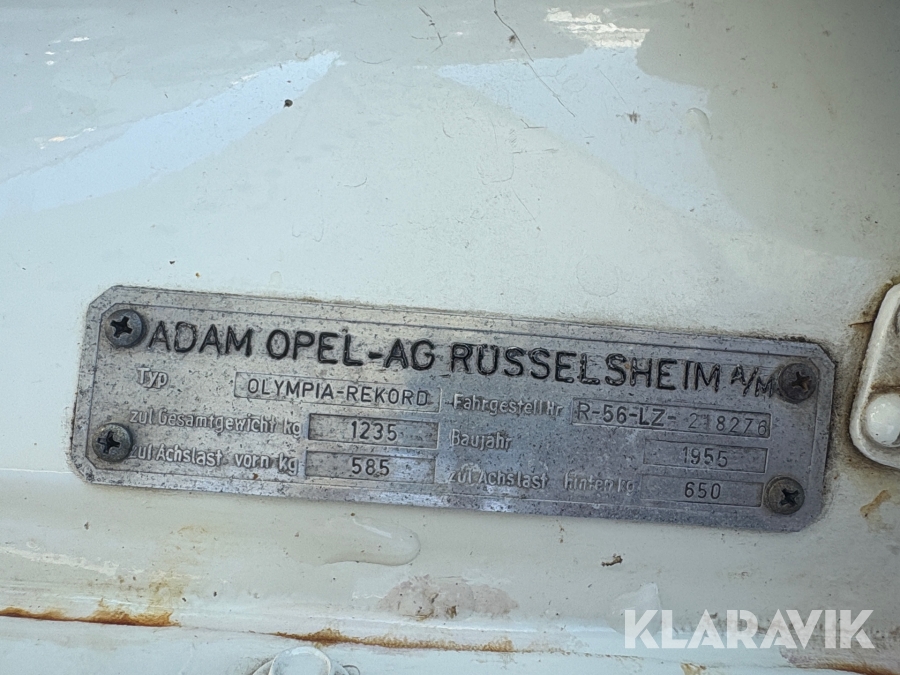 ADAM OPEL-AG RÜSSELSHEIM A/M
Typ OLYMPIA-REKORD Fahrgestell Nr R-56-LZ-218276
zul Gesamtgewicht kg 1235 Baujahr 1955
zul Achslast vorn kg 585 zul Achslast hinten kg 650
KLARAVIK